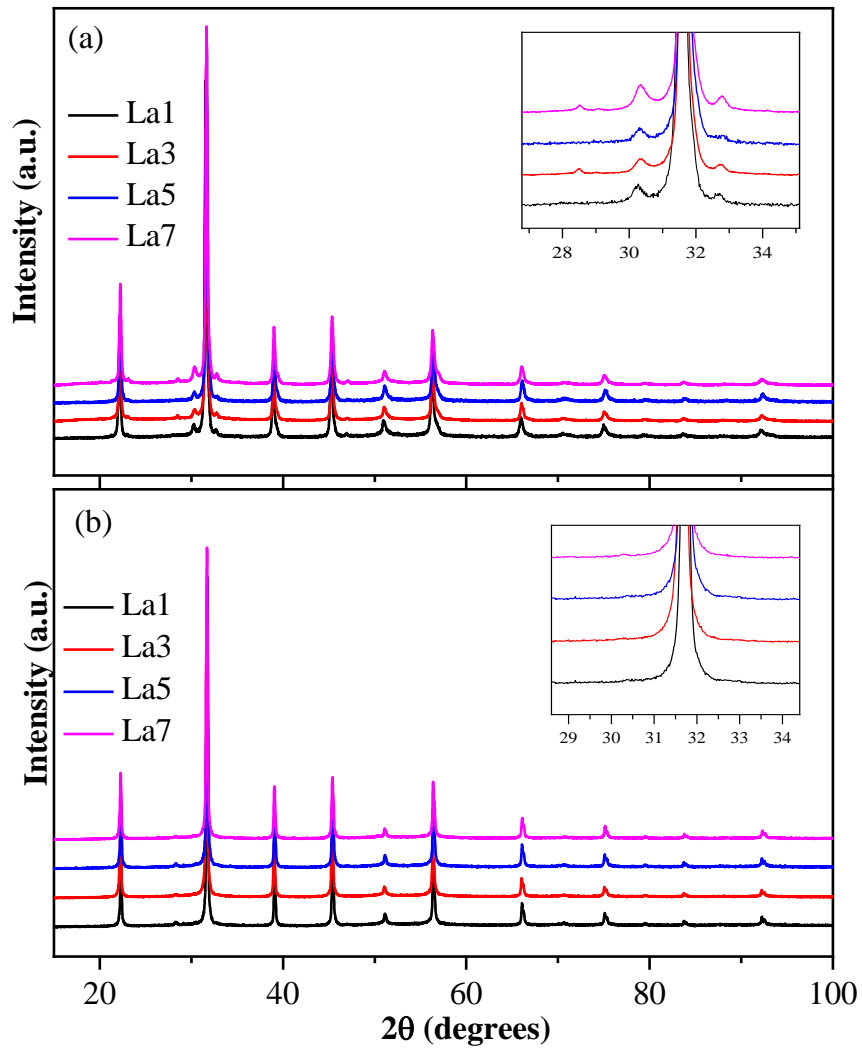 (a)
La1
La3
La5
La7
Intensity (a.u.)
28 30 32 34
(b)
La1
La3
La5
La7
Intensity (a.u.)
29 30 31 32 33 34
20 40 60 80 100
2θ (degrees)